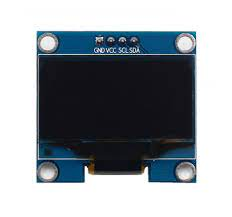 GND VCC SCL SDA